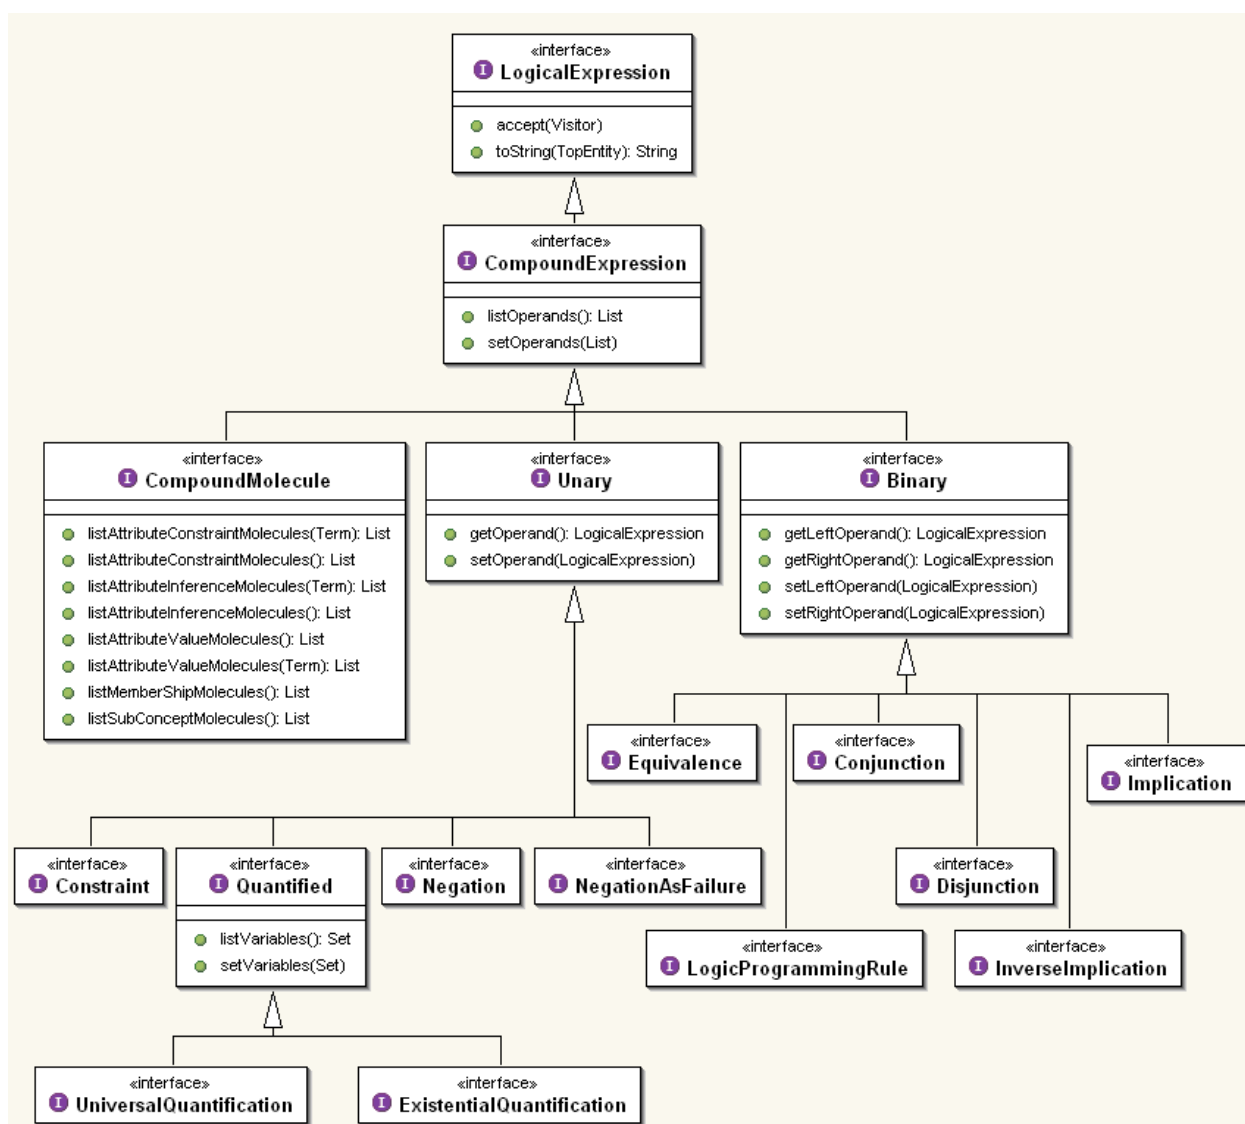 «interface»
LogicalExpression
accept(Visitor)
toString(TopEntity): String
«interface»
CompoundExpression
listOperands(): List
setOperands(List)
«interface»
CompoundMolecule
listAttributeConstraintMolecules(Term): List
listAttributeConstraintMolecules(): List
listAttributeInferenceMolecules(Term): List
listAttributeInferenceMolecules(): List
listAttributeValueMolecules(): List
listAttributeValueMolecules(Term): List
listMemberShipMolecules(): List
listSubConceptMolecules(): List
«interface»
Unary
getOperand(): LogicalExpression
setOperand(LogicalExpression)
«interface»
Binary
getLeftOperand(): LogicalExpression
getRightOperand(): LogicalExpression
setLeftOperand(LogicalExpression)
setRightOperand(LogicalExpression)
«interface»
Equivalence
«interface»
Conjunction
«interface»
Implication
«interface»
Constraint
«interface»
Quantified
listVariables(): Set
setVariables(Set)
«interface»
Negation
«interface»
NegationAsFailure
«interface»
Disjunction
«interface»
LogicProgrammingRule
«interface»
InverseImplication
«interface»
UniversalQuantification
«interface»
ExistentialQuantification